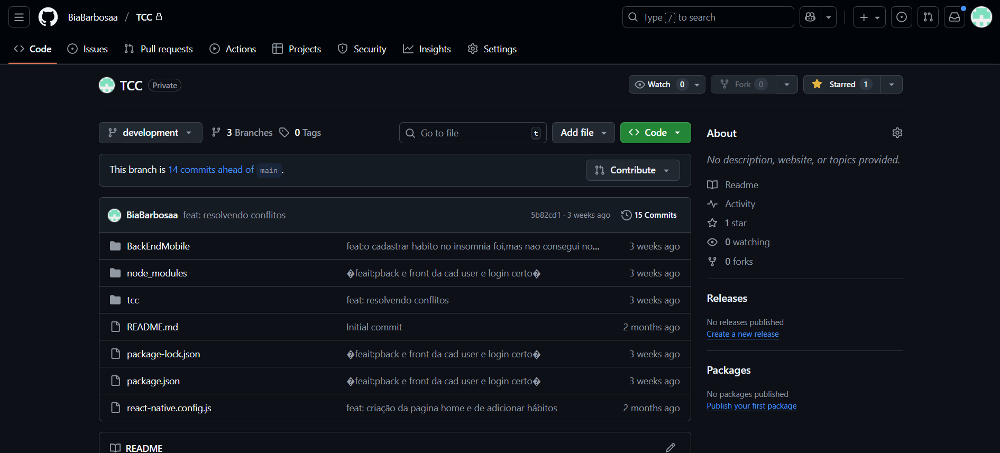 BiaBarbosaa / TCC
Type / to search
Code Issues Pull requests Actions Projects Security Insights Settings
TCC Private
Watch 0 Fork 0 Starred 1
development 3 Branches 0 Tags Go to file t Add file Code
This branch is 14 commits ahead of main .
Contribute
BiaBarbosaa feat: resolvendo conflitos 5b82cd1 · 3 weeks ago 15 Commits
BackEndMobile feat:o cadastrar habito no insomnia foi,mas nao consegui no... 3 weeks ago
node_modules �feait:pback e front da cad user e login certo� 3 weeks ago
tcc feat: resolvendo conflitos 3 weeks ago
README.md Initial commit 2 months ago
package-lock.json �feait:pback e front da cad user e login certo� 3 weeks ago
package.json �feait:pback e front da cad user e login certo� 3 weeks ago
react-native.config.js feat: criação da pagina home e de adicionar hábitos 2 months ago
README
About
No description, website, or topics provided.
Readme
Activity
1 star
0 watching
0 forks
Releases
No releases published
Create a new release
Packages
No packages published
Publish your first package